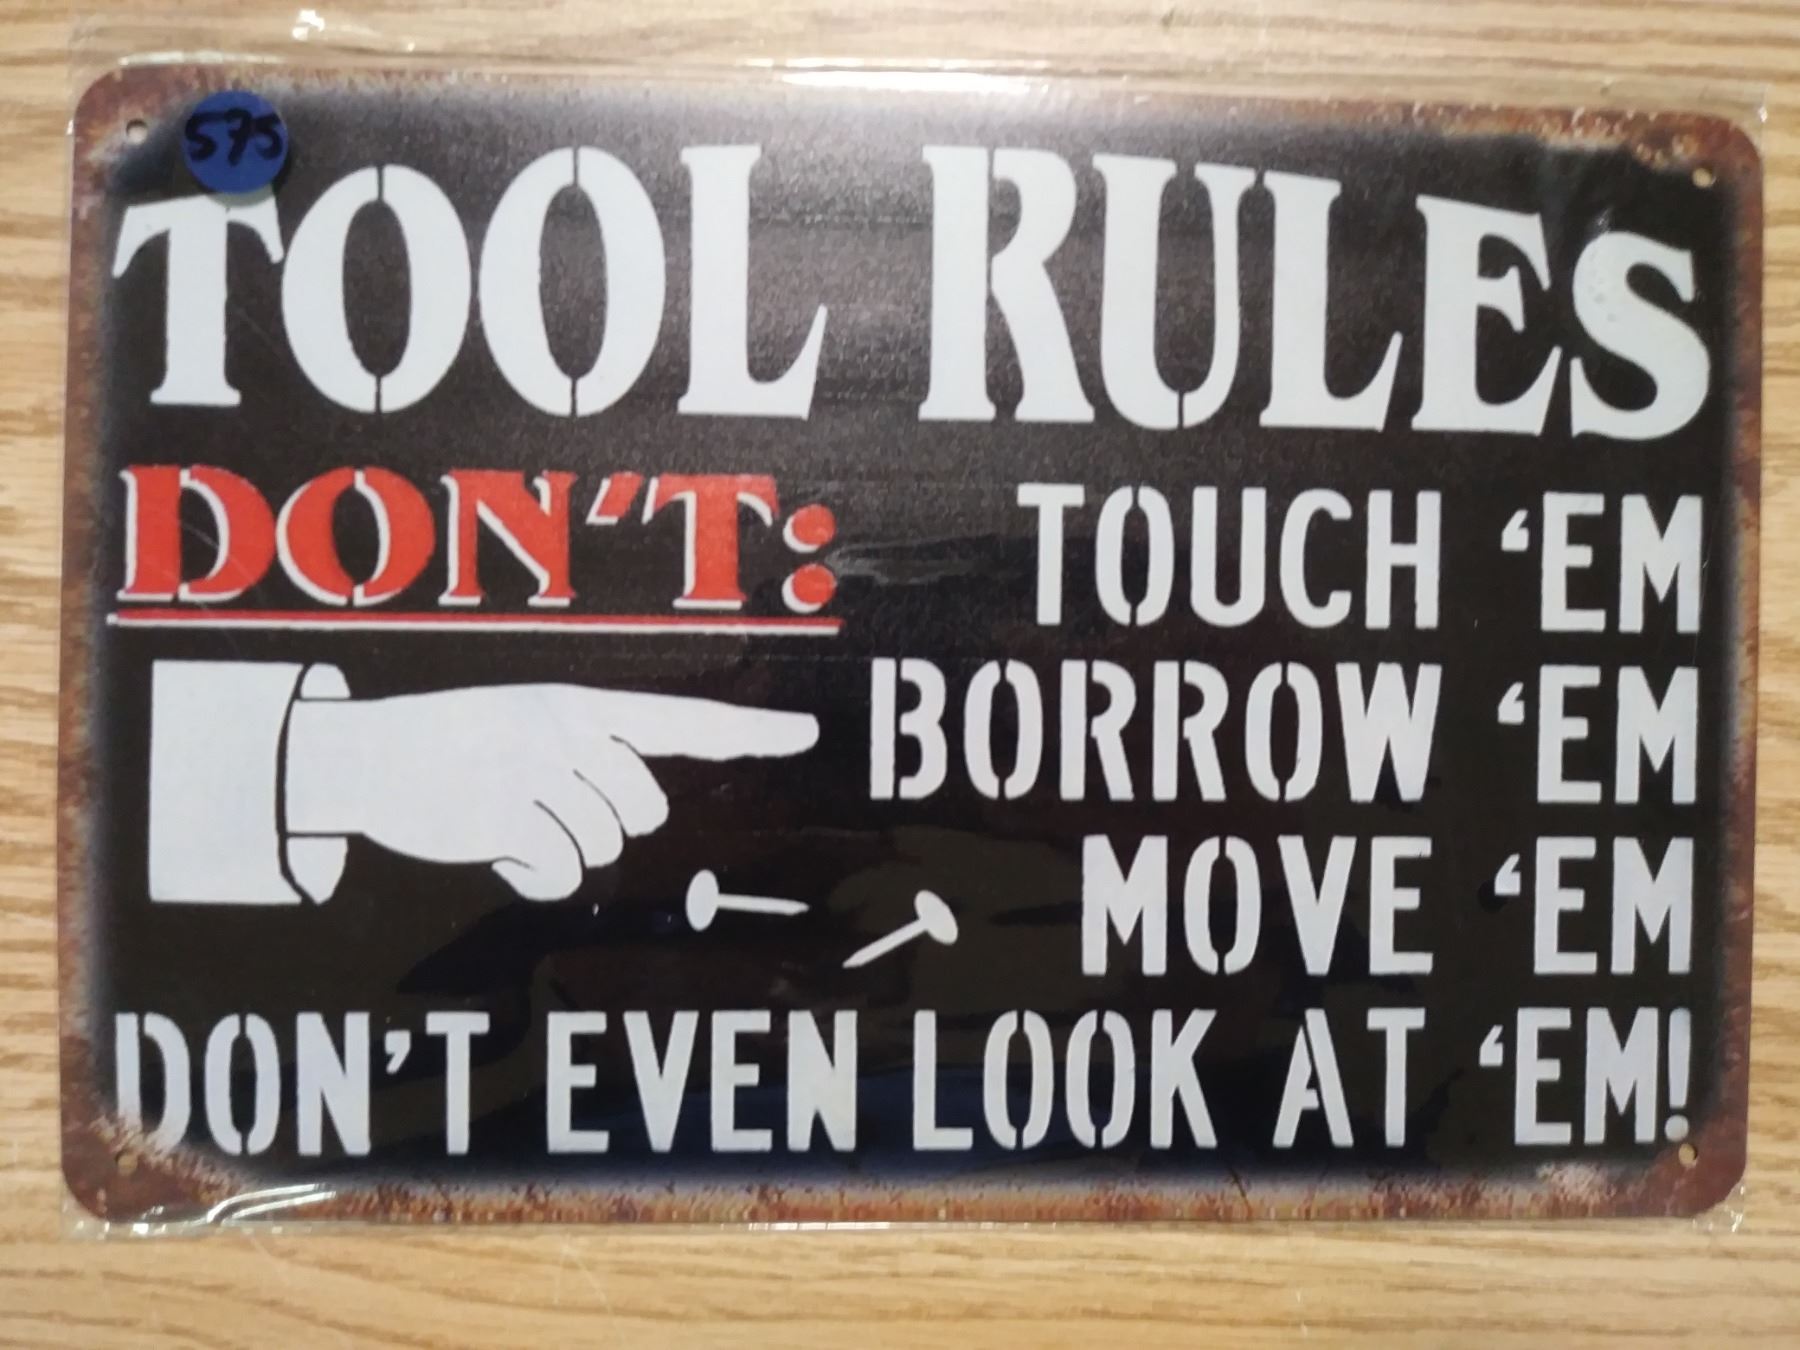 575
TOOL RULES
DON'T:
TOUCH ‘EM
BORROW ‘EM
MOVE ‘EM
DON’T EVEN LOOK AT ‘EM!